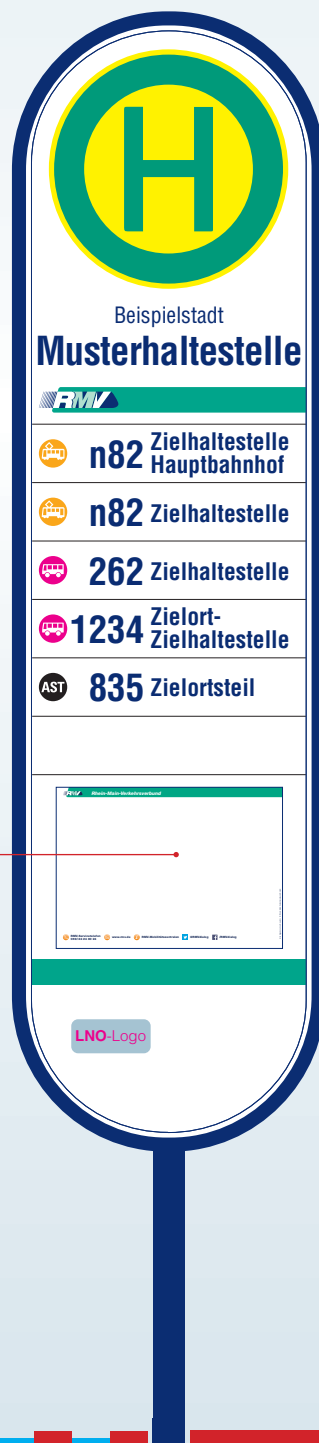 H
Beispielstadt
Musterhaltestelle
RMV
n82 Zielhaltestelle
Hauptbahnhof
n82 Zielhaltestelle
262 Zielhaltestelle
1234 Zielort-
Zielhaltestelle
AST 835 Zielortsteil
RMV Rhein-Main-Verkehrsverbund
LNO-Logo